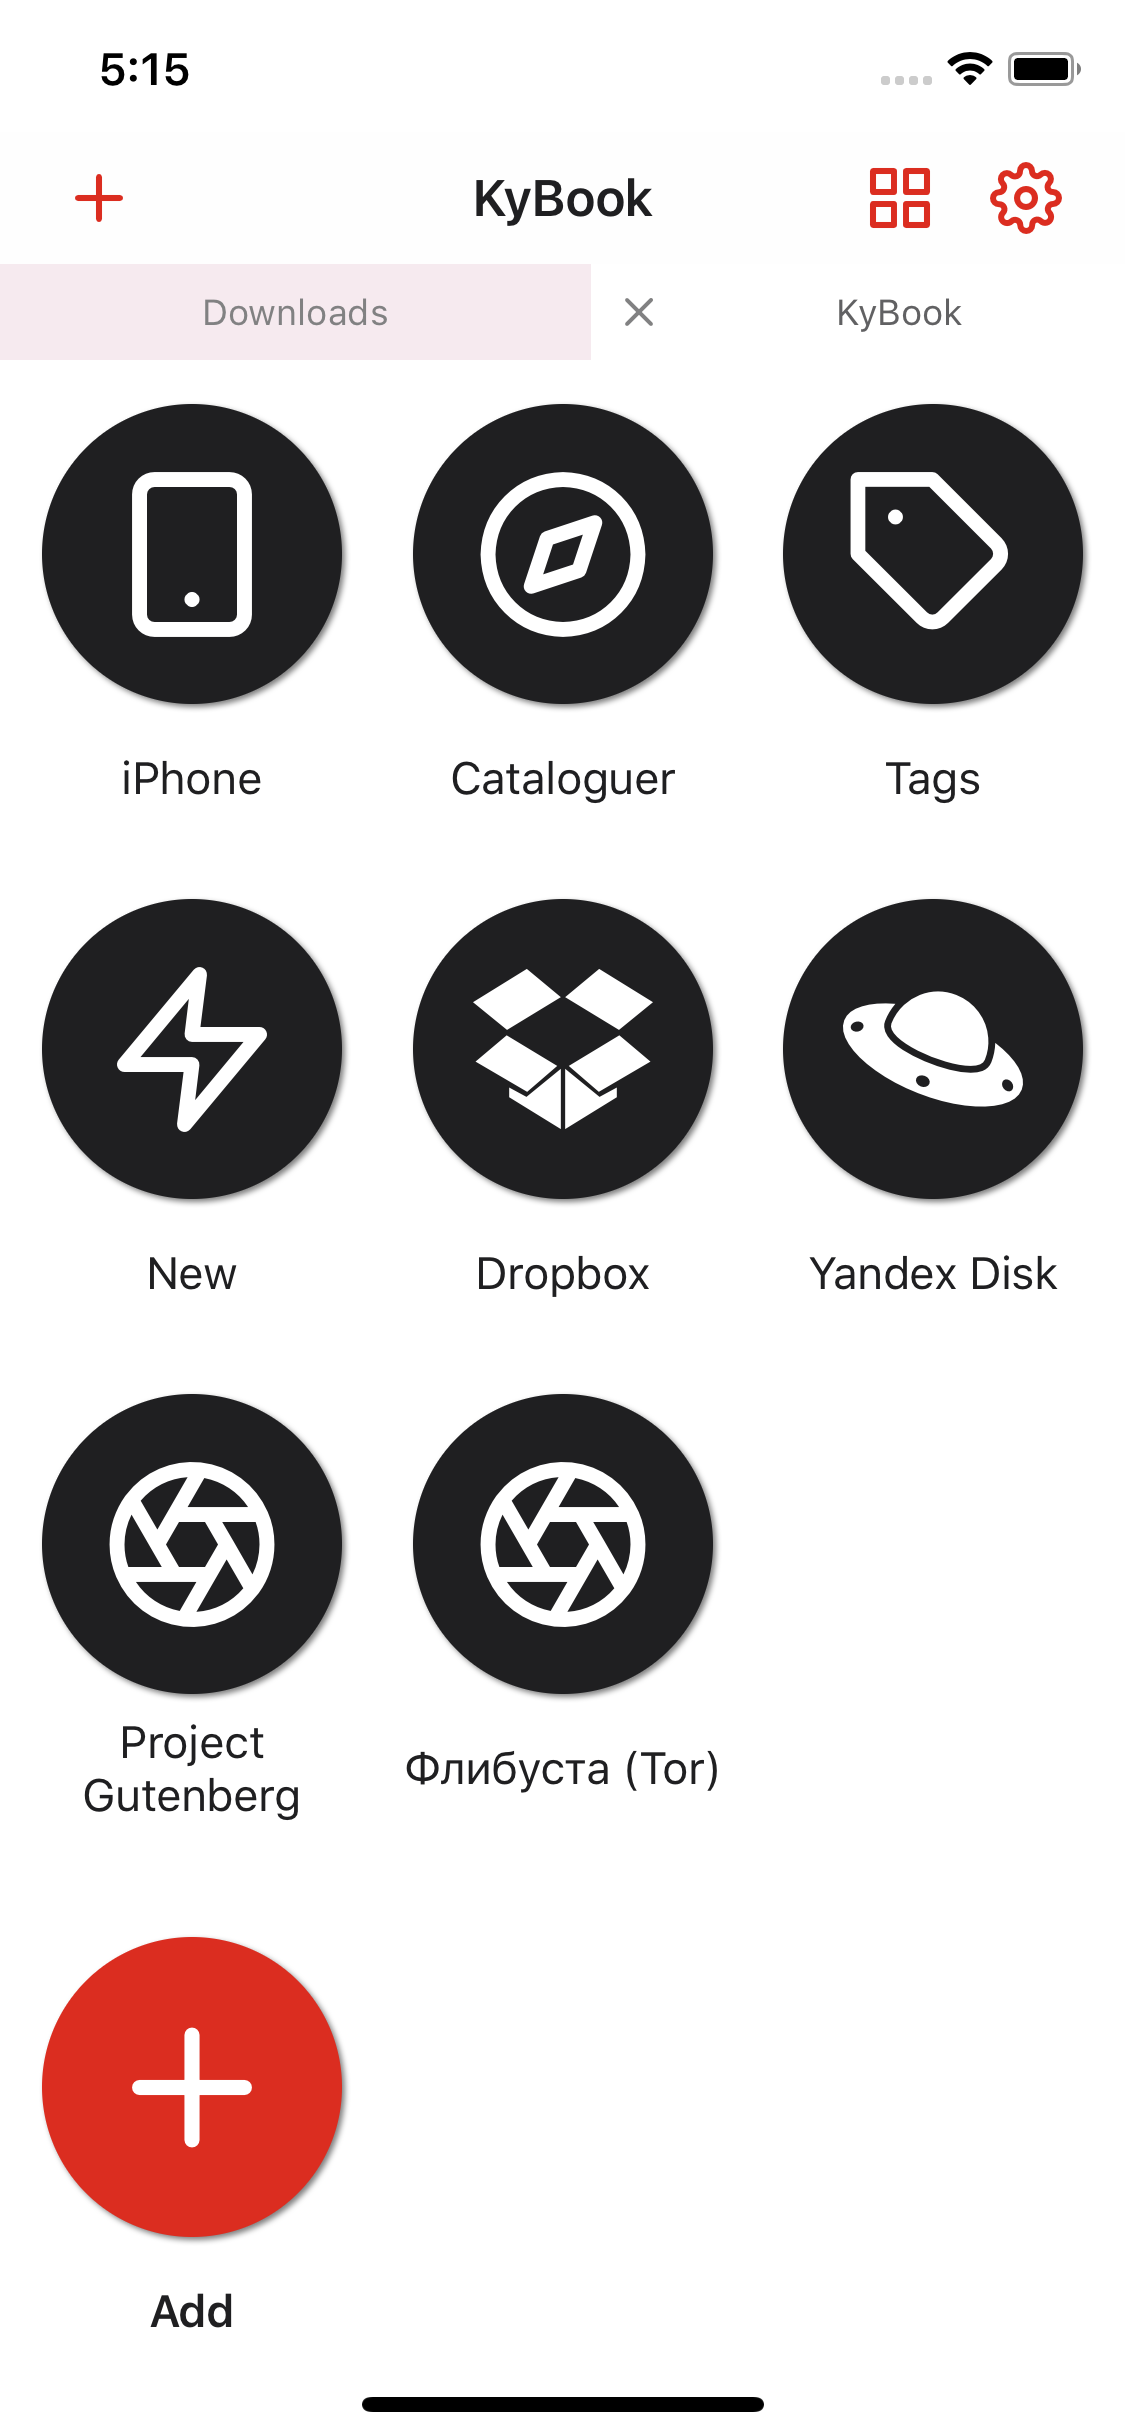 5:15
KyBook
Downloads
KyBook
iPhone
Cataloguer
Tags
New
Dropbox
Yandex Disk
Project
Gutenberg
Флибуста (Tor)
Add